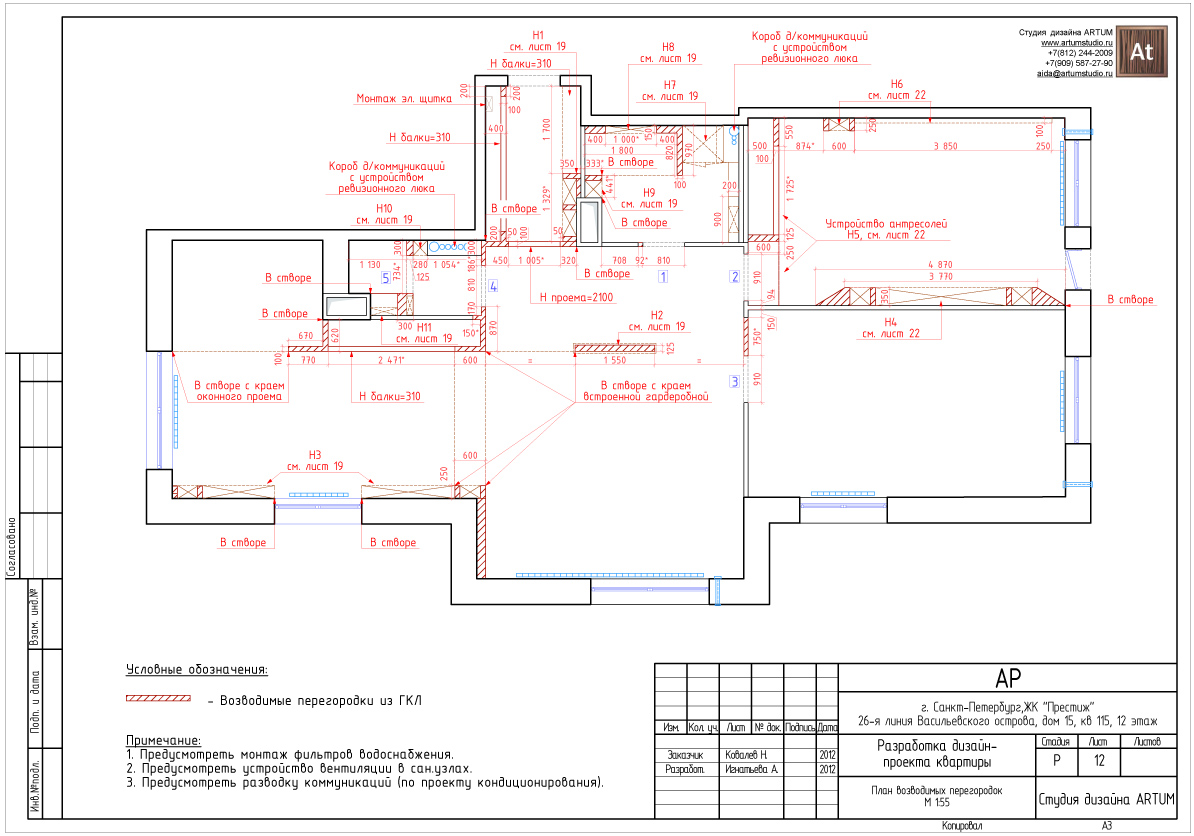 Студия дизайна ARTUM
www.artumstudio.ru
+7(812) 244-2009
+7(909) 587-27-90
aida@artumstudio.ru
At
Н1
см. лист 19
Н балки=310
Н8
см. лист 19
Короб д/коммуникаций
с устройством
ревизионного люка
Н7
см. лист 19
Н6
см. лист 22
Монтаж эл. щитка
Н балки=310
Короб д/коммуникаций
с устройством
ревизионного люка
Н10
см. лист 19
200
200
100
400
1 700
350
1 329*
400
1 000*
400
150
1 800
820
970
333*
В створе
441*
100
Н9
см. лист 19
В створе
200
900
500
100
550
874*
600
250
3 850
100
250
1 725*
125
250
600
Устройство антресолей
Н5, см. лист 22
4 870
3 770
350
В створе
Н4
см. лист 22
В створе
200
50
100
50
450
1 005*
320
В створе
708
92*
810
1
2
910
94
150
750*
3
910
Н проема=2100
Н2
см. лист 19
125
1 550
=
=
В створе
5
1 130
300
734*
280
125
1 054*
300
186*
810
170
4
150*
870
300
Н11
см. лист 19
В створе
670
620
100
770
2 471*
600
В створе с краем
оконного проема
Н балки=310
В створе с краем
встроенной гардеробной
Н3
см. лист 19
600
250
В створе
В створе
Согласовано
Взам. инд.№
Подп. и дата
Инв.№подл.
Условные обозначения:
- Возводимые перегородки из ГКЛ
Примечание:
1. Предусмотреть монтаж фильтров водоснабжения.
2. Предусмотреть устройство вентиляции в сан.узлах.
3. Предусмотреть разводку коммуникаций (по проекту кондиционирования).
АР
г. Санкт-Петербург,ЖК "Престиж"
26-я линия Васильевского острова, дом 15, кв 115, 12 этаж
Изм. Кол. уч. Лист № док. Подпись Дата
Заказчик Ковалев Н. 2012
Разработ. Игнатьева А. 2012
Разработка дизайн-
проекта квартиры
Стадия Лист Листов
Р 12
План возводимых перегородок
М 1:55
Студия дизайна ARTUM
Копировал А3